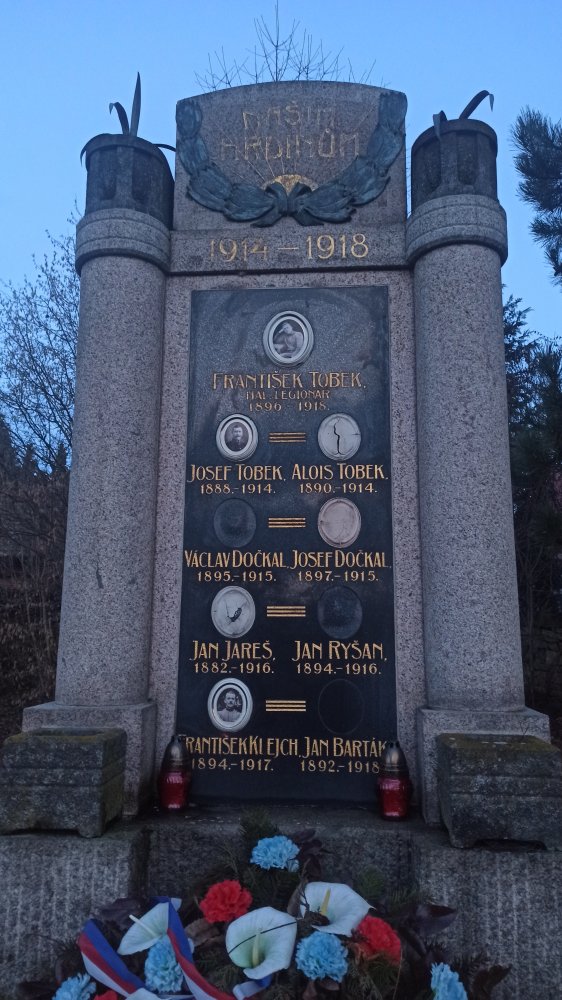 NAŠIM
HRDINŮM
1914 – 1918
FRANTIŠEK TOBEK,
ITAL. LEGIONÁŘ
1896 - 1918.
JOSEF TOBEK, ALOIS TOBEK,
1888.-1914. 1890.-1914.
VÁCLAV DOČKAL, JOSEF DOČKAL,
1895.-1915. 1897.-1915.
JAN JAREŠ, JAN RYŠAN,
1882.-1916. 1894.-1916.
FRANTIŠEK KLEJCH, JAN BARTÁK
1894.-1917. 1892.-1918